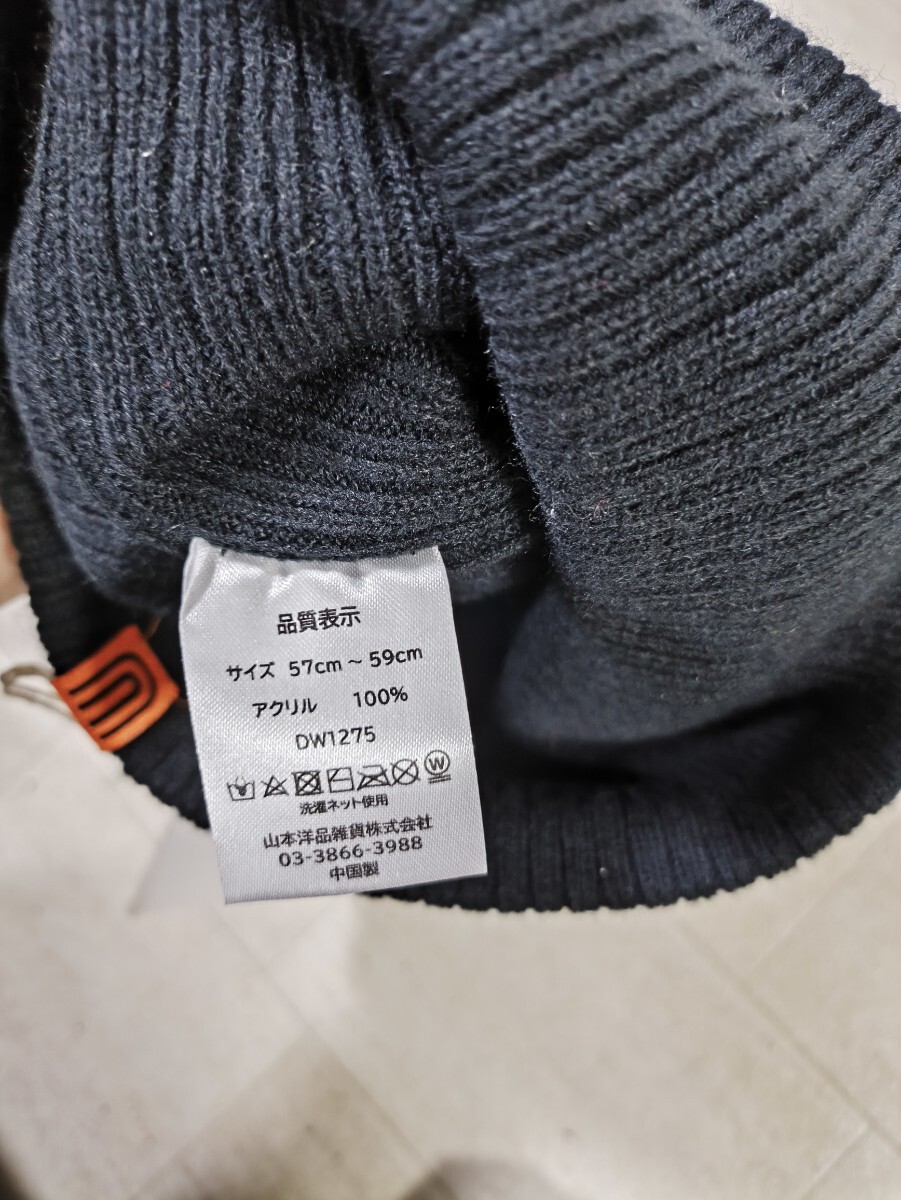 品質表示
サイズ 57cm ~ 59cm
アクリル 100%
DW1275
W
洗濯ネット使用
山本洋品雑貨株式会社
03-3866-3988
中国製